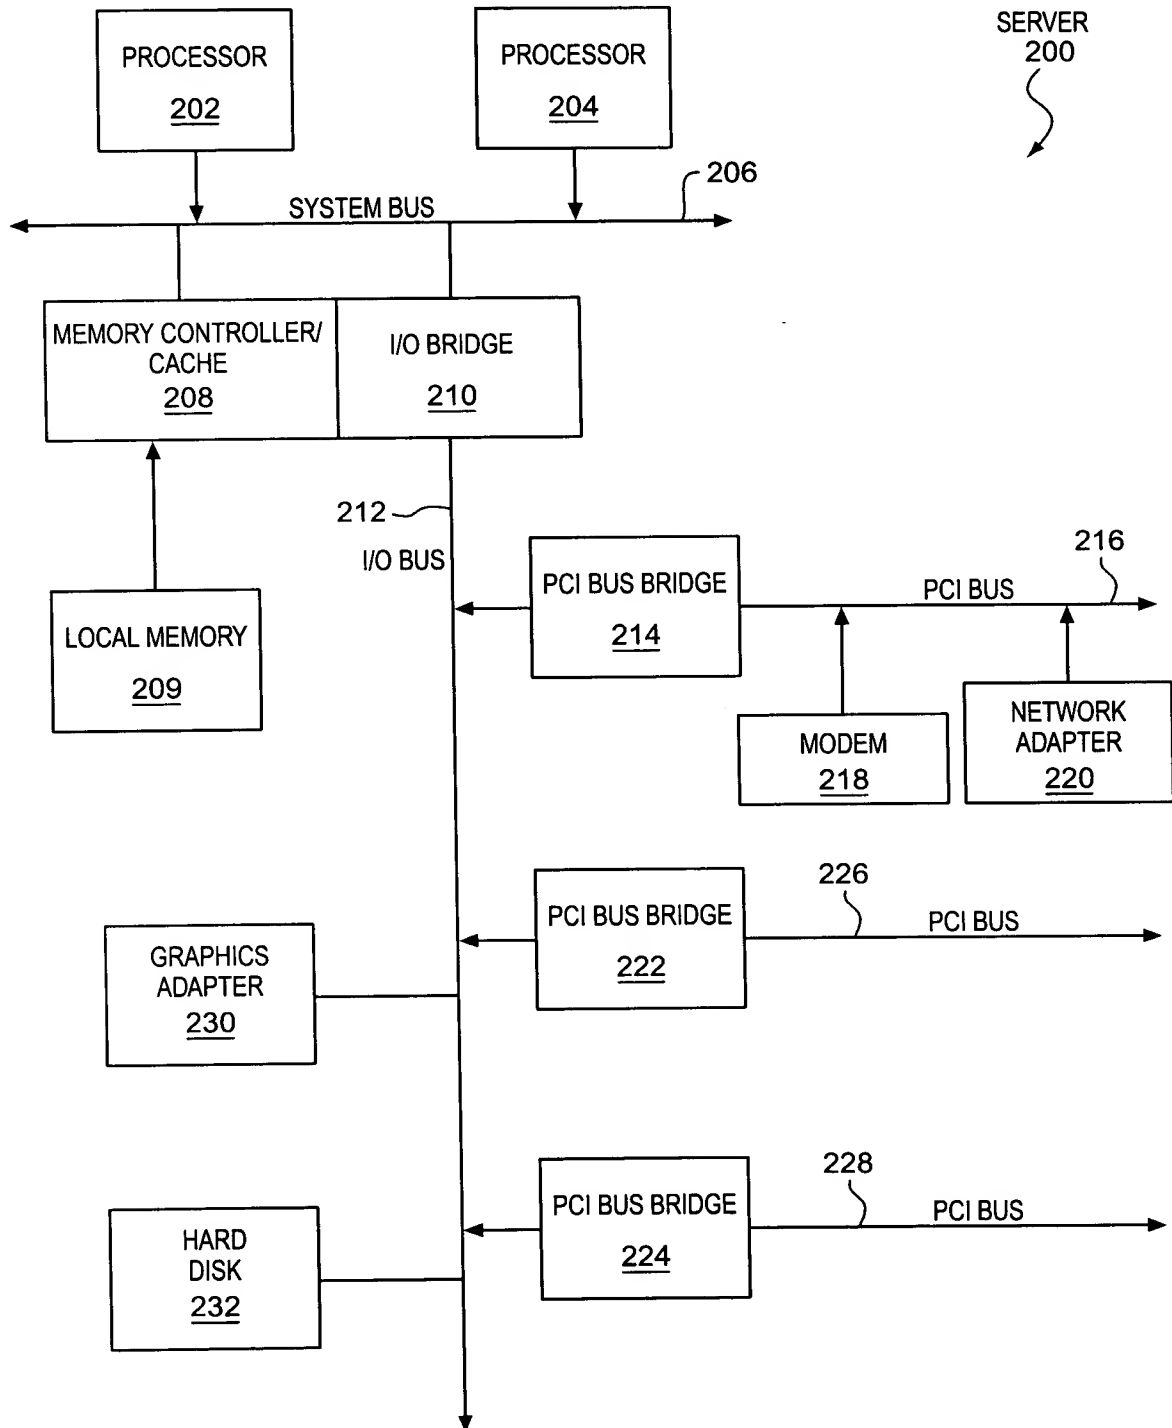 SERVER
200
PROCESSOR
202
PROCESSOR
204
206
SYSTEM BUS
MEMORY CONTROLLER/
CACHE
208
I/O BRIDGE
210
212
I/O BUS
LOCAL MEMORY
209
PCI BUS BRIDGE
214
PCI BUS
216
MODEM
218
NETWORK
ADAPTER
220
PCI BUS BRIDGE
222
226
PCI BUS
GRAPHICS
ADAPTER
230
PCI BUS BRIDGE
224
228
PCI BUS
HARD
DISK
232